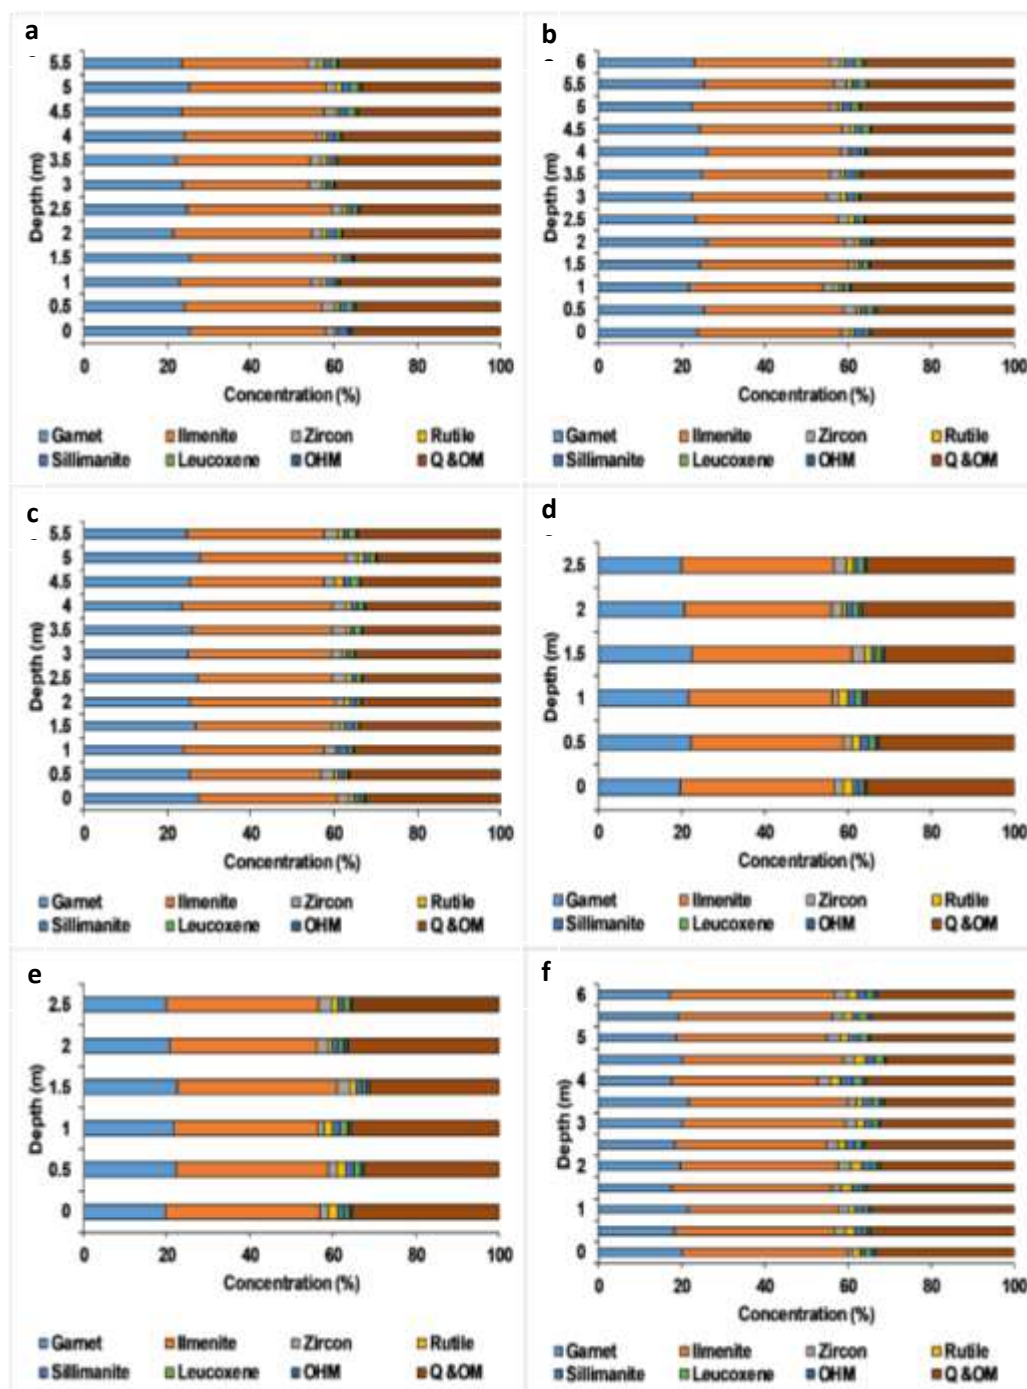 a
5.5
5
4.5
4
3.5
3
2.5
2
1.5
1
0.5
0
Depth (m)
0 20 40 60 80 100
Concentration (%)
Garnet Ilmenite Zircon Rutile
Sillimanite Leucoxene OHM Q &OM
b
6
5.5
5
4.5
4
3.5
3
2.5
2
1.5
1
0.5
0
Depth (m)
0 20 40 60 80 100
Concentration (%)
Garnet Ilmenite Zircon Rutile
Sillimanite Leucoxene OHM Q &OM
c
5.5
5
4.5
4
3.5
3
2.5
2
1.5
1
0.5
0
Depth (m)
0 20 40 60 80 100
Concentration (%)
Garnet Ilmenite Zircon Rutile
Sillimanite Leucoxene OHM Q &OM
d
2.5
2
1.5
1
0.5
0
Depth (m)
0 20 40 60 80 100
Concentration (%)
Garnet Ilmenite Zircon Rutile
Sillimanite Leucoxene OHM Q &OM
e
2.5
2
1.5
1
0.5
0
Depth (m)
0 20 40 60 80 100
Concentration (%)
Garnet Ilmenite Zircon Rutile
Sillimanite Leucoxene OHM Q &OM
f
6
5
4
3
2
1
0
Depth (m)
0 20 40 60 80 100
Concentration (%)
Garnet Ilmenite Zircon Rutile
Sillimanite Leucoxene OHM Q &OM